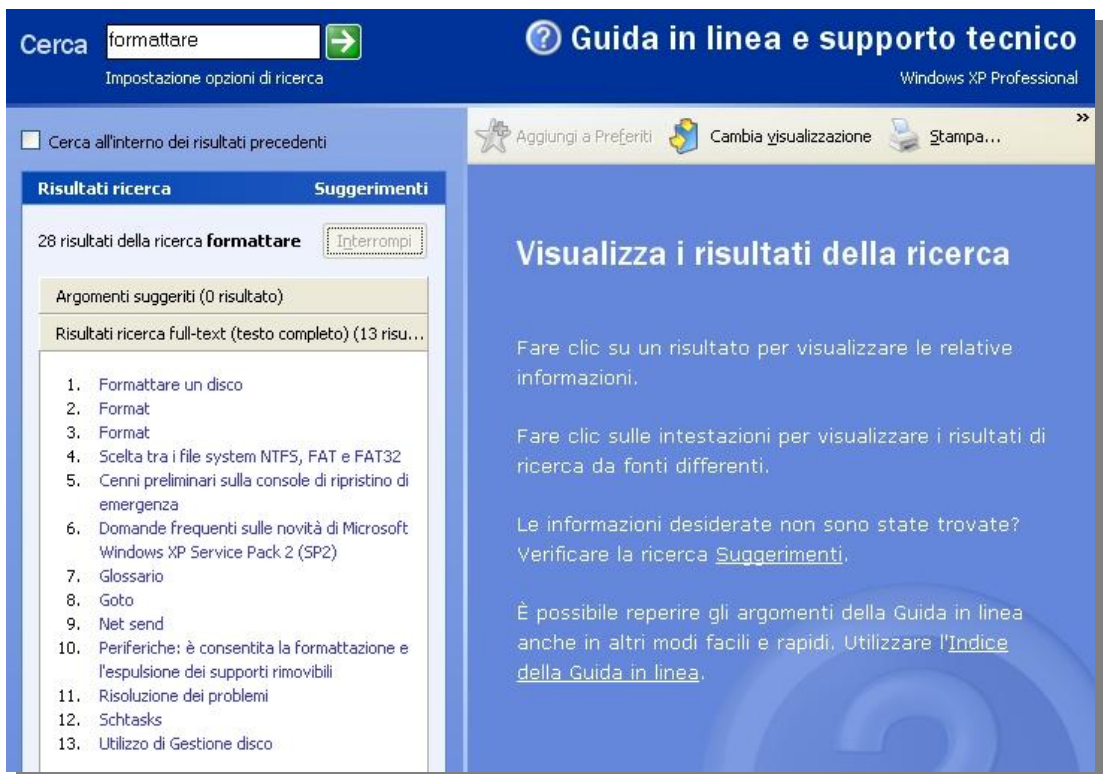 Cerca formattare
Impostazione opzioni di ricerca
Guida in linea e supporto tecnico
Windows XP Professional
Cerca all'interno dei risultati precedenti
Aggiungi a Preferiti Cambia visualizzazione Stampa... »
Risultati ricerca Suggerimenti
28 risultati della ricerca formattare Interrompi
Argomenti suggeriti (0 risultato)
Risultati ricerca full-text (testo completo) (13 risu...
1. Formattare un disco
2. Format
3. Format
4. Scelta tra i file system NTFS, FAT e FAT32
5. Cenni preliminari sulla console di ripristino di
emergenza
6. Domande frequenti sulle novità di Microsoft
Windows XP Service Pack 2 (SP2)
7. Glossario
8. Goto
9. Net send
10. Periferiche: è consentita la formattazione e
l'espulsione dei supporti rimovibili
11. Risoluzione dei problemi
12. Schtasks
13. Utilizzo di Gestione disco
Visualizza i risultati della ricerca
Fare clic su un risultato per visualizzare le relative
informazioni.
Fare clic sulle intestazioni per visualizzare i risultati di
ricerca da fonti differenti.
Le informazioni desiderate non sono state trovate?
Verificare la ricerca Suggerimenti.
È possibile reperire gli argomenti della Guida in linea
anche in altri modi facili e rapidi. Utilizzare l'Indice
della Guida in linea.